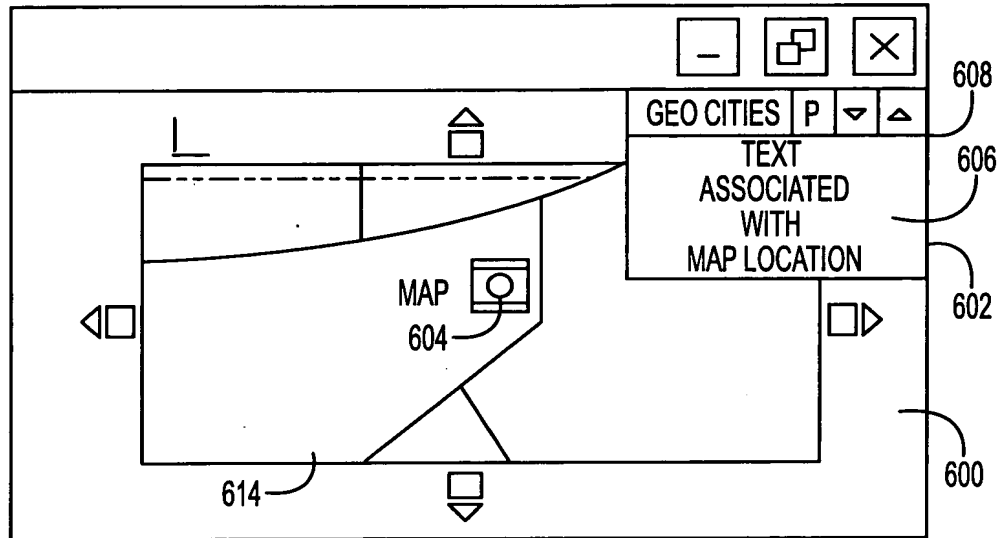 608
GEO CITIES P
TEXT
ASSOCIATED
WITH
MAP LOCATION
606
602
MAP
604
600
614